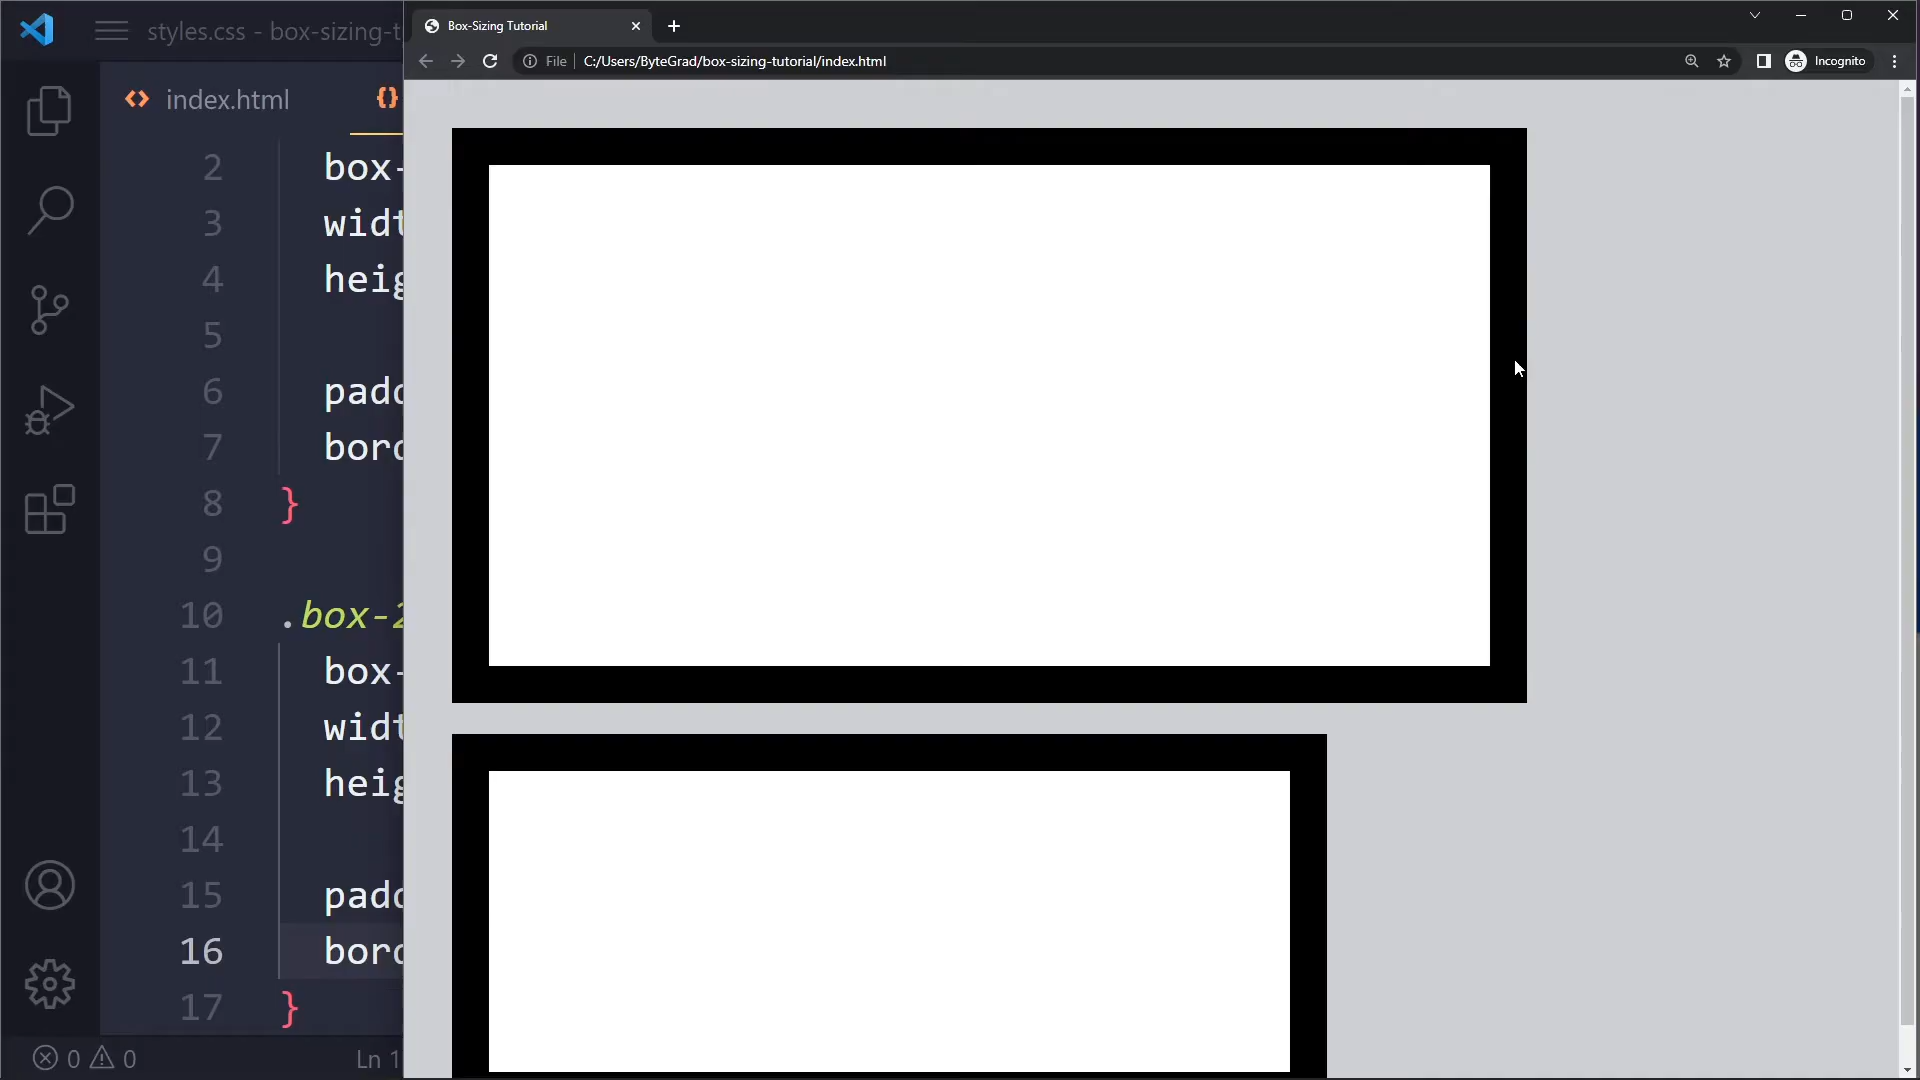 styles.css - box-sizing-t
Box-Sizing Tutorial
File
C:/Users/ByteGrad/box-sizing-tutorial/index.html
Incognito
index.html
{}
2 box-
3 widt
4 heig
5
6 padd
7 bord
8 }
9
10 .box-2
11 box-
12 widt
13 heig
14
15 padd
16 bord
17 }
0 0
Ln 1